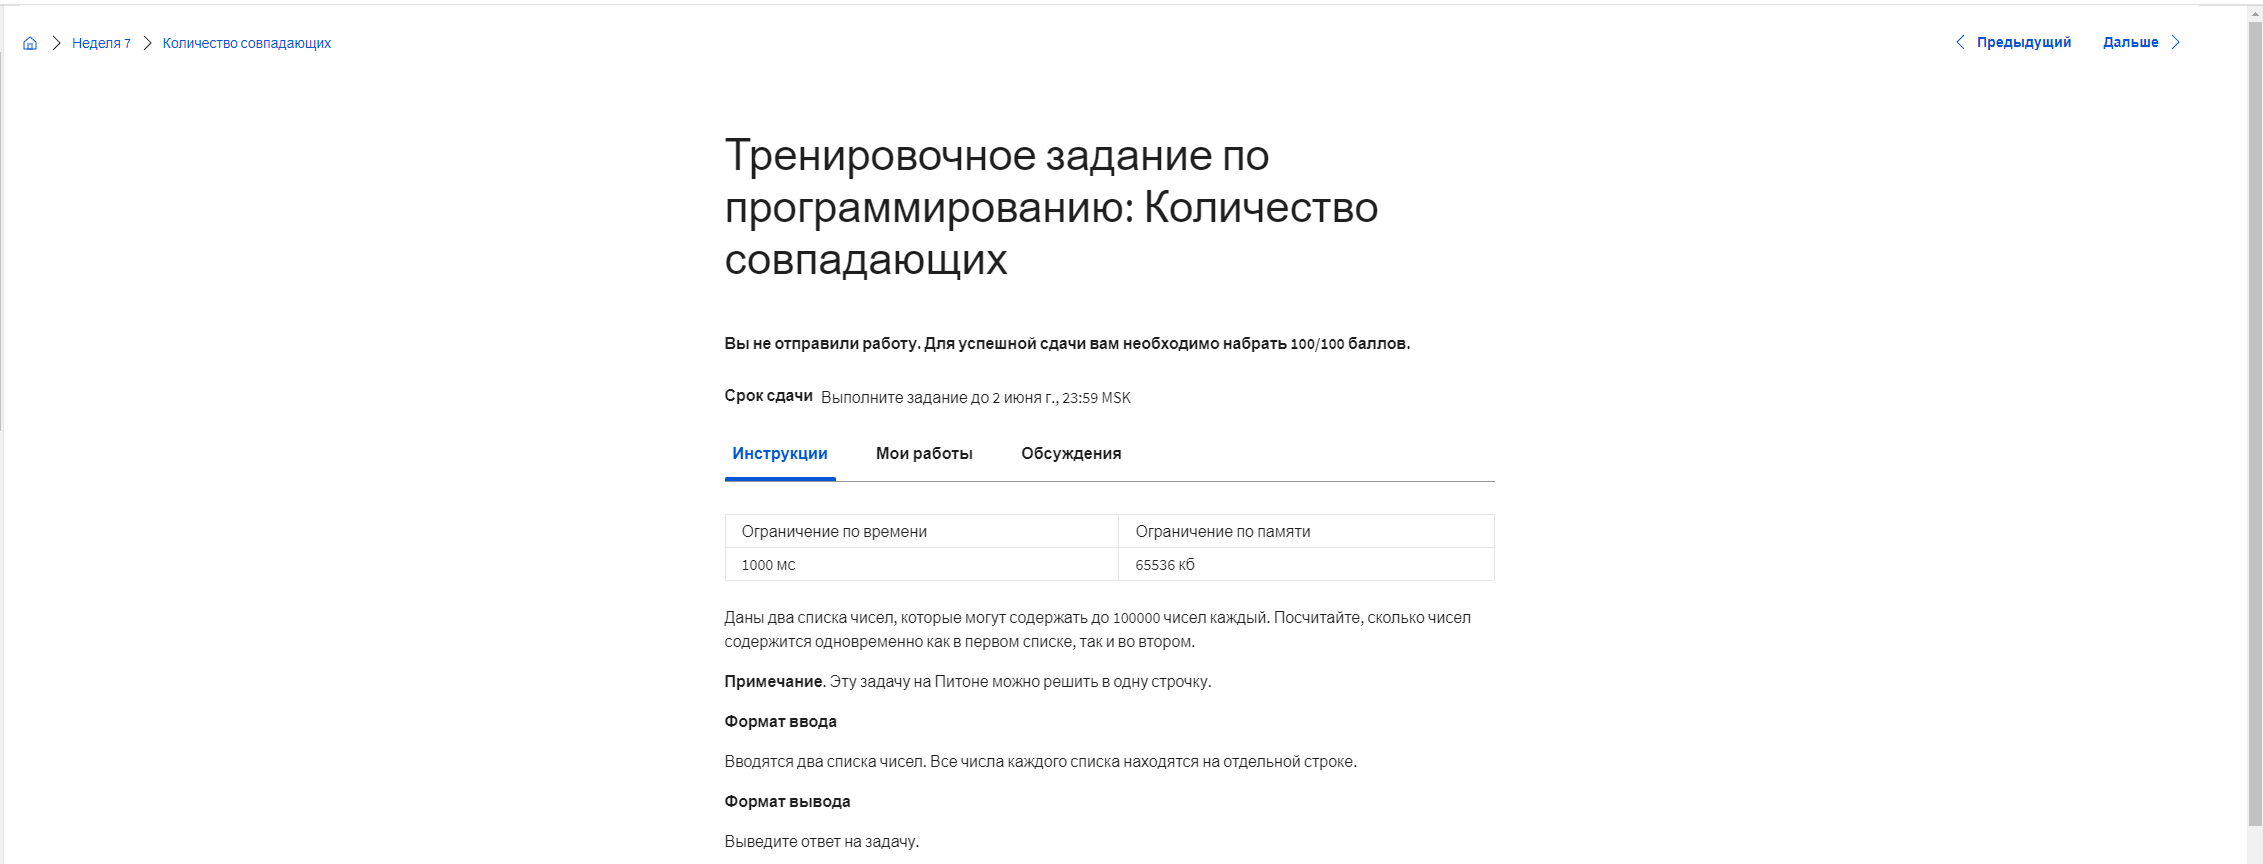 Неделя 7 Количество совпадающих Предыдущий Дальше
Тренировочное задание по
программированию: Количество
совпадающих
Вы не отправили работу. Для успешной сдачи вам необходимо набрать 100/100 баллов.
Срок сдачи Выполните задание до 2 июня г., 23:59 MSK
Инструкции Мои работы Обсуждения
Ограничение по времени Ограничение по памяти
1000 мс 65536 кб
Даны два списка чисел, которые могут содержать до 100000 чисел каждый. Посчитайте, сколько чисел
содержится одновременно как в первом списке, так и во втором.
Примечание. Эту задачу на Питоне можно решить в одну строчку.
Формат ввода
Вводятся два списка чисел. Все числа каждого списка находятся на отдельной строке.
Формат вывода
Выведите ответ на задачу.